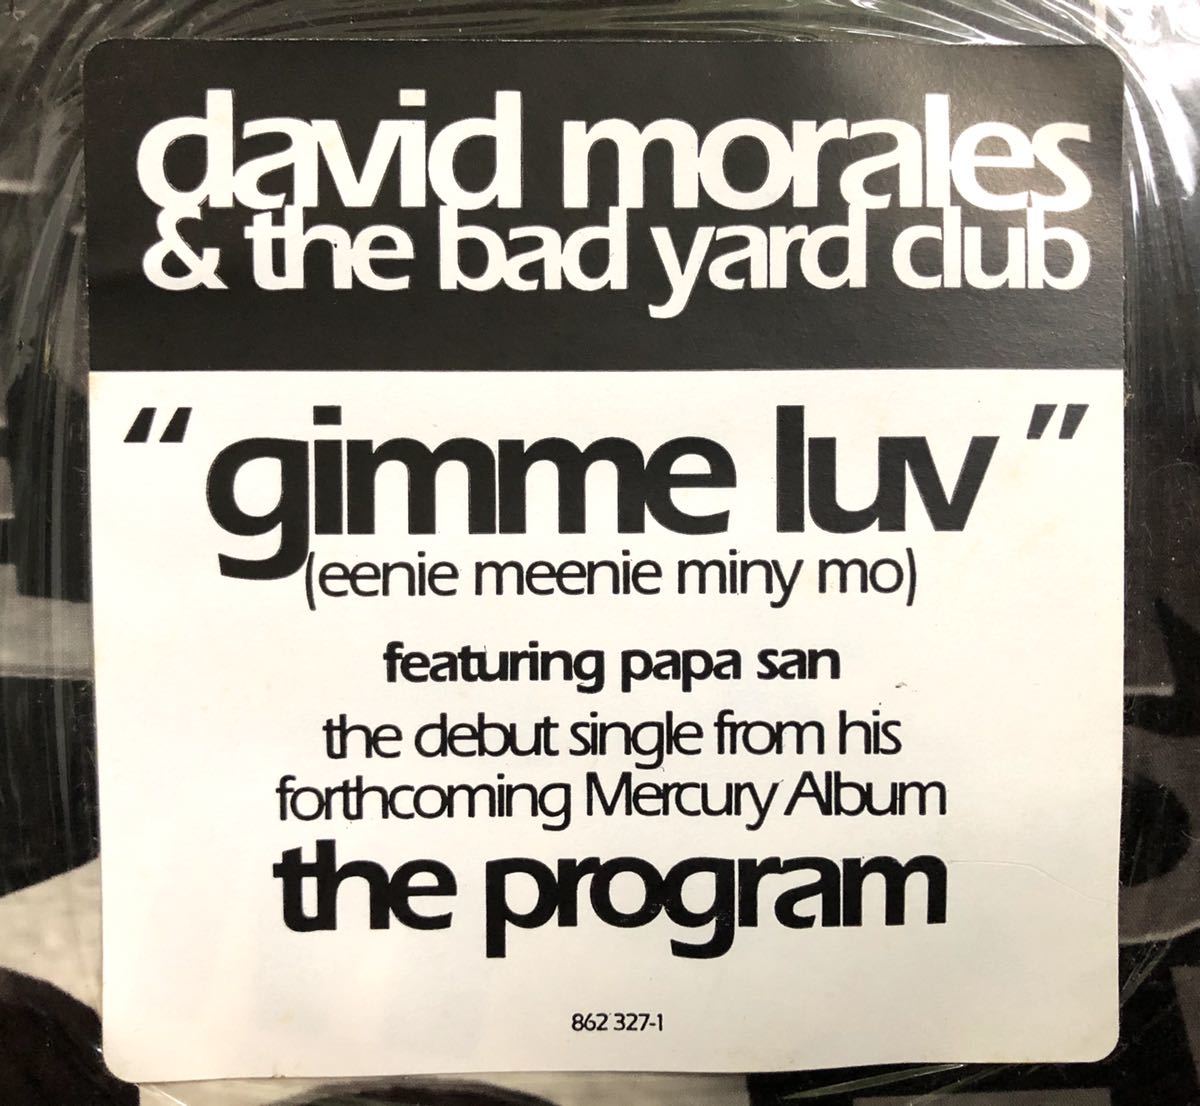 david morales
& the bad yard club
“gimme luv”
(eenie meenie miny mo)
featuring papa san
the debut single from his
forthcoming Mercury Album
the program
862 327-1